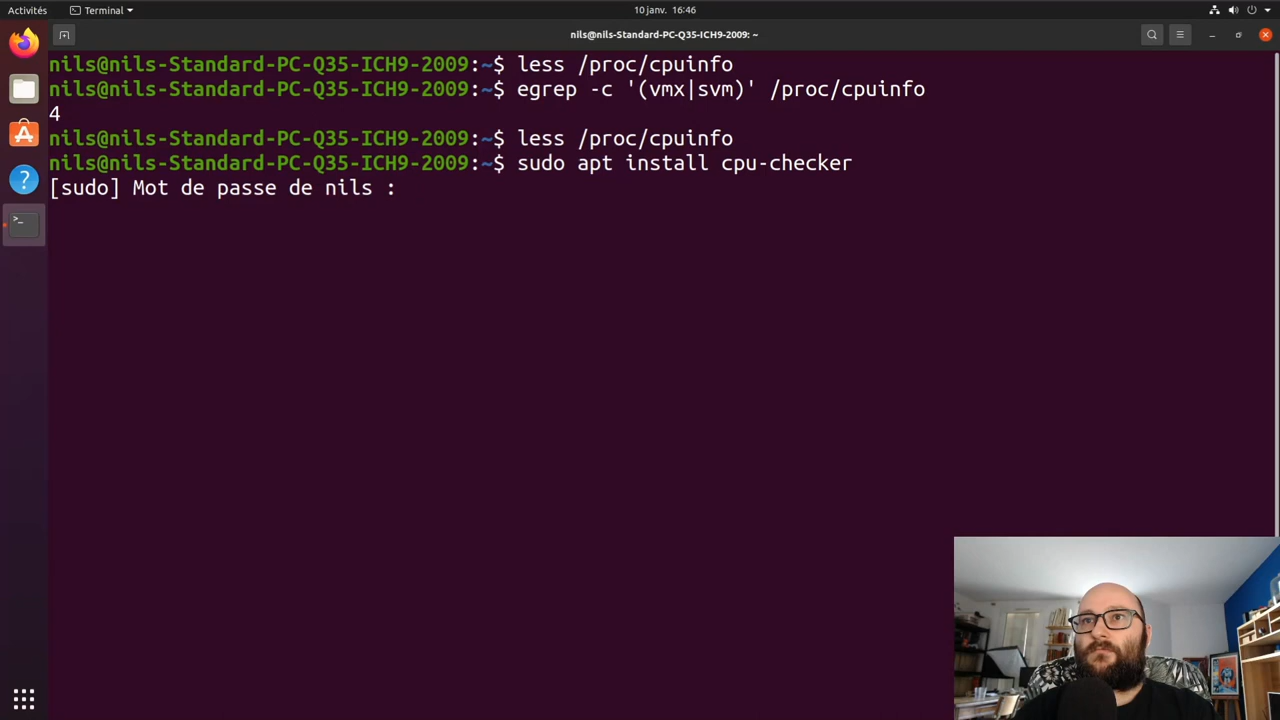 Activités
Terminal
10 janv. 16:46
nils@nils-Standard-PC-Q35-ICH9-2009: ~
nils@nils-Standard-PC-Q35-ICH9-2009:~$ less /proc/cpuinfo
nils@nils-Standard-PC-Q35-ICH9-2009:~$ egrep -c '(vmx|svm)' /proc/cpuinfo
4
nils@nils-Standard-PC-Q35-ICH9-2009:~$ less /proc/cpuinfo
nils@nils-Standard-PC-Q35-ICH9-2009:~$ sudo apt install cpu-checker
[sudo] Mot de passe de nils :